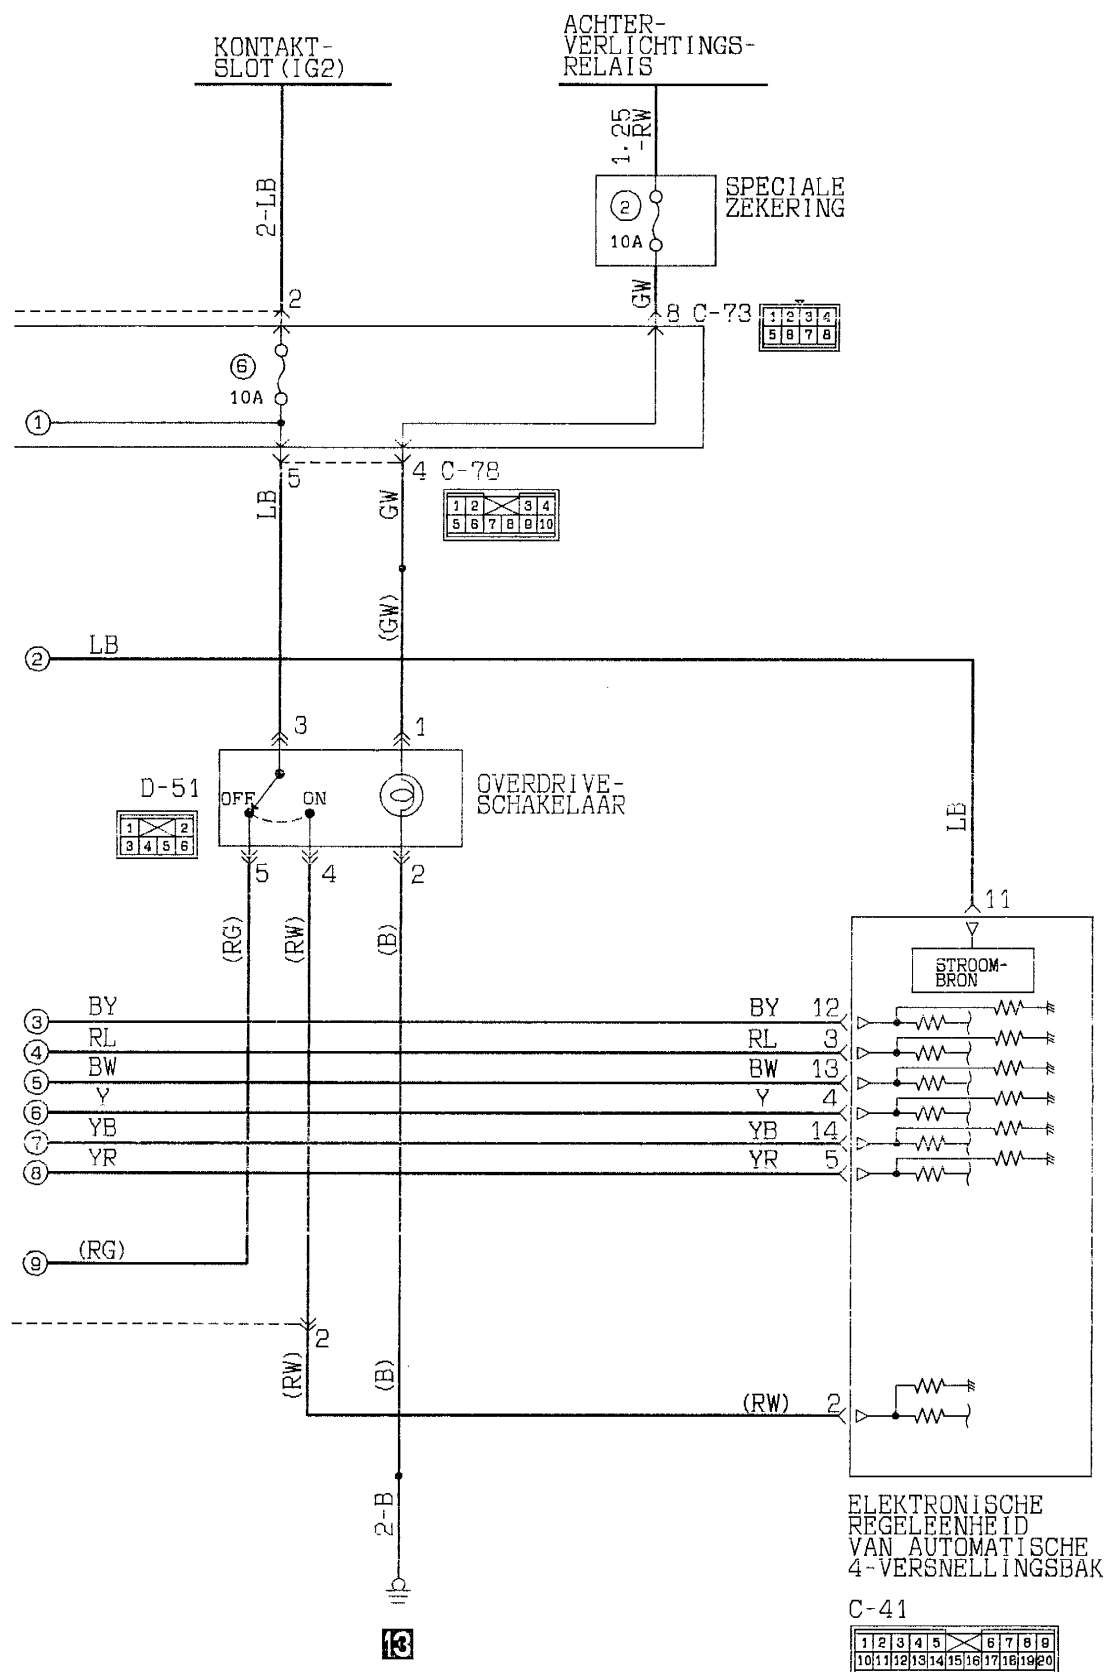 KONTAKT-
SLOT(IG2)
ACHTER-
VERLICHTINGS-
RELAIS
1.25
-RW
2-LB
SPECIALE
ZEKERING
2
10A
GW
2
8 C-73
1 2 3 4
5 6 7 8
6
10A
1
5
4 C-78
LB
GW
1 2 3 4
5 6 7 8 9 10
(GW)
2 LB
3
1
D-51
OFF ON
OVERDRIVE-
SCHAKELAAR
1 2
3 4 5 6
5 4 2
LB
11
(RG)
(RW)
(B)
STROOM-
BRON
3 BY BY 12
4 RL RL 3
5 BW BW 13
6 Y Y 4
7 YB YB 14
8 YR YR 5
9 (RG)
2
(RW)
(B)
(RW) 2
2-B
ELEKTRONISCHE
REGELEENHEID
VAN AUTOMATISCHE
4-VERSNELLINGSBAK
C-41
13
1 2 3 4 5 6 7 8 9
10 11 12 13 14 15 16 17 18 19 20